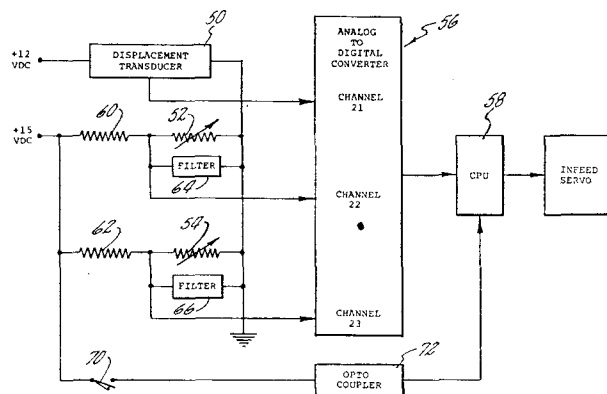 50
+12
VDC
DISPLACEMENT
TRANSDUCER
ANALOG
TO
DIGITAL
CONVERTER
56
CHANNEL
21
+15
VDC
60
52
58
FILTER
64
CPU
INFEED
SERVO
CHANNEL
22
62
54
FILTER
66
CHANNEL
23
70
72
OPTO
COUPLER